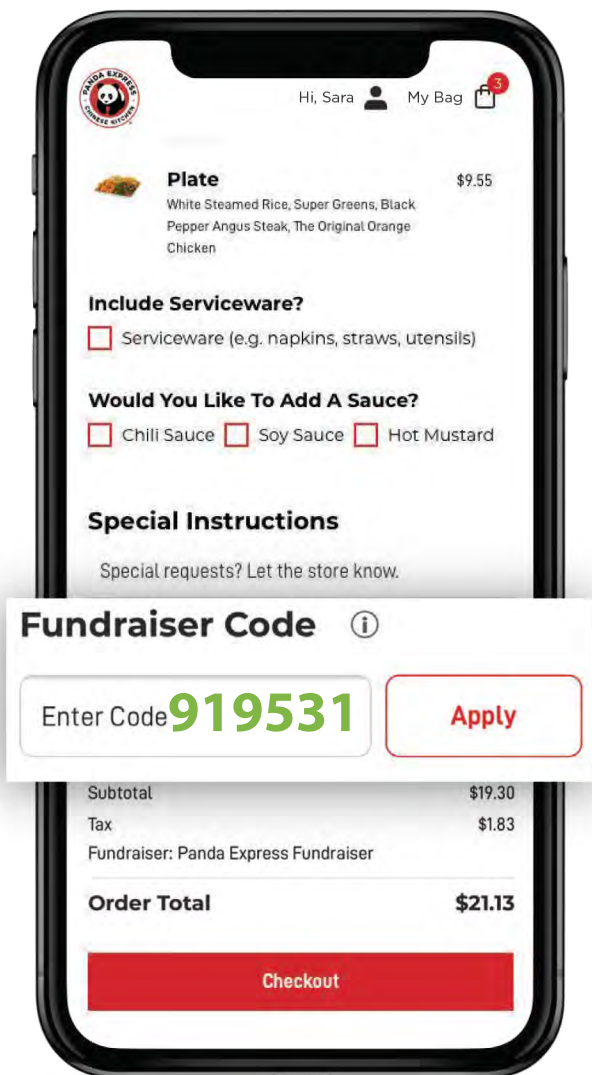 PANDA EXPRESS
CHINESE KITCHEN
Hi, Sara My Bag 3
Plate $9.55
White Steamed Rice, Super Greens, Black
Pepper Angus Steak, The Original Orange
Chicken
Include Serviceware?
Serviceware (e.g. napkins, straws, utensils)
Would You Like To Add A Sauce?
Chili Sauce Soy Sauce Hot Mustard
Special Instructions
Special requests? Let the store know.
Fundraiser Code i
Enter Code 919531 Apply
Subtotal $19.30
Tax $1.83
Fundraiser: Panda Express Fundraiser
Order Total $21.13
Checkout